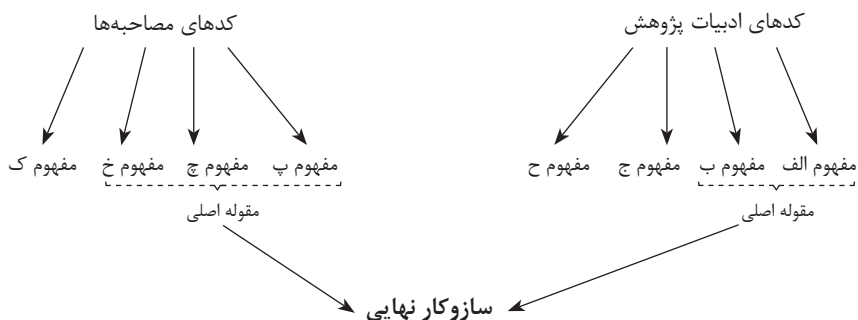 کدهای ادبیات پژوهش
کدهای مصاحبه‌ها
مفهوم الف
مفهوم ب
مفهوم ج
مفهوم ح
مفهوم پ
مفهوم چ
مفهوم خ
مفهوم ک
مقوله اصلی
مقوله اصلی
سازوکار نهایی